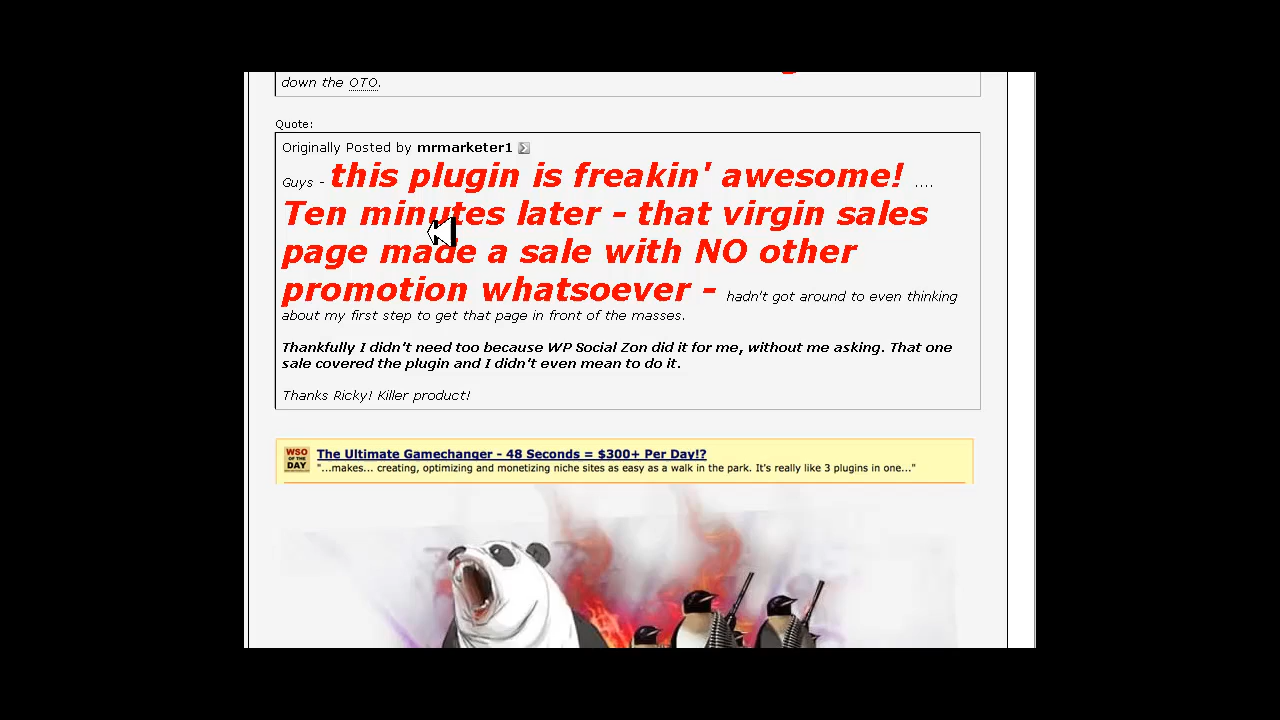 down the OTO.
Quote:
Originally Posted by mrmarketer1
Guys - this plugin is freakin' awesome! ....
Ten minutes later - that virgin sales
page made a sale with NO other
promotion whatsoever - hadn't got around to even thinking
about my first step to get that page in front of the masses.
Thankfully I didn't need too because WP Social Zon did it for me, without me asking. That one
sale covered the plugin and I didn't even mean to do it.
Thanks Ricky! Killer product!
WSO
OF THE
DAY
The Ultimate Gamechanger - 48 Seconds = $300+ Per Day!?
"...makes... creating, optimizing and monetizing niche sites as easy as a walk in the park. It's really like 3 plugins in one..."